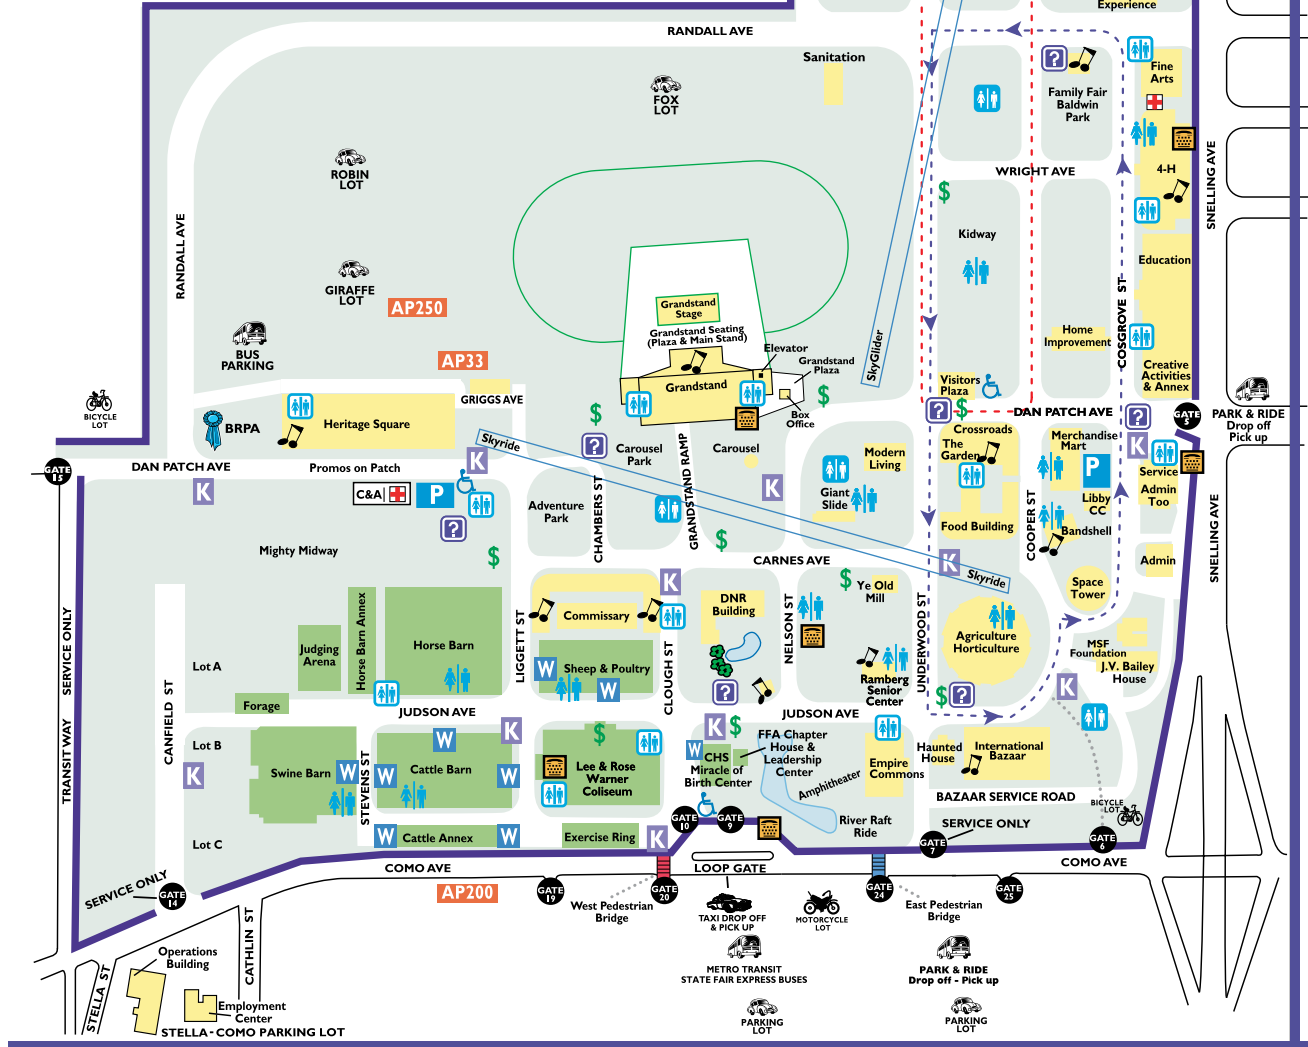 Experience
RANDALL AVE
Sanitation
FOX
LOT
?
Family Fair
Baldwin
Park
Fine
Arts
ROBIN
LOT
WRIGHT AVE
4-H
SNELLING AVE
RANDALL AVE
$
Kidway
Education
GIRAFFE
LOT
AP250
Grandstand
Stage
Grandstand Seating
(Plaza & Main Stand)
COSGROVE ST
Home
Improvement
BUS
PARKING
AP33
Elevator
Grandstand
Plaza
SkyGlider
Grandstand
Creative
Activities
& Annex
Visitors
Plaza
GRIGGS AVE
BICYCLE
LOT
BRPA
Heritage Square
$
$
Box
Office
?
$
DAN PATCH AVE
?
GATE
5
PARK & RIDE
Drop off
Pick up
Skyride
?
Carousel
Park
GRANDSTAND RAMP
Carousel
Crossroads
The
Garden
Merchandise
Mart
K
Modern
Living
Service
GATE
15
DAN PATCH AVE
Promos on Patch
K
K
C&A
P
K
P
Giant
Slide
Libby
CC
Admin
Too
Adventure
Park
CHAMBERS ST
Food Building
COOPER ST
Bandshell
SNELLING AVE
?
Mighty Midway
$
$
CARNES AVE
K
Skyride
Admin
K
$
Ye Old
Mill
Space
Tower
Commissary
DNR
Building
NELSON ST
UNDERWOOD ST
Agriculture
Horticulture
LIGGETT ST
Horse Barn Annex
Horse Barn
Judging
Arena
MSF
Foundation
J.V. Bailey
House
TRANSIT WAY
SERVICE ONLY
Lot A
W
Sheep & Poultry
W
CLOUGH ST
?
Ramberg
Senior
Center
$
?
K
Forage
JUDSON AVE
JUDSON AVE
CANFIELD ST
K
K
$
Lot B
W
$
FFA Chapter
House &
Leadership
Center
Haunted
House
International
Bazaar
K
Swine Barn
W
STEVENS ST
W
Cattle Barn
W
Lee & Rose
Warner
Coliseum
W
CHS
Miracle of
Birth Center
Amphitheater
Empire
Commons
BAZAAR SERVICE ROAD
BICYCLE
LOT
River Raft
Ride
SERVICE ONLY
Lot C
W
Cattle Annex
W
Exercise Ring
K
GATE
10
GATE
9
GATE
7
GATE
6
COMO AVE
LOOP GATE
COMO AVE
SERVICE ONLY
GATE
14
AP200
GATE
19
West Pedestrian
Bridge
GATE
20
TAXI DROP OFF
& PICK UP
MOTORCYCLE
LOT
GATE
24
East Pedestrian
Bridge
GATE
25
CATHLIN ST
Operations
Building
STELLA ST
METRO TRANSIT
STATE FAIR EXPRESS BUSES
PARK & RIDE
Drop off - Pick up
Employment
Center
STELLA - COMO PARKING LOT
PARKING
LOT
PARKING
LOT